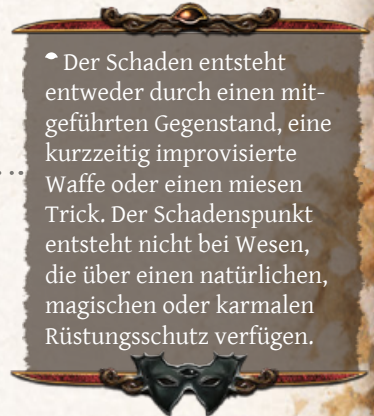 Der Schaden entsteht
entweder durch einen mit-
geführten Gegenstand, eine
kurzzeitig improvisierte
Waffe oder einen miesen
Trick. Der Schadenspunkt
entsteht nicht bei Wesen,
die über einen natürlichen,
magischen oder karmalen
Rüstungsschutz verfügen.